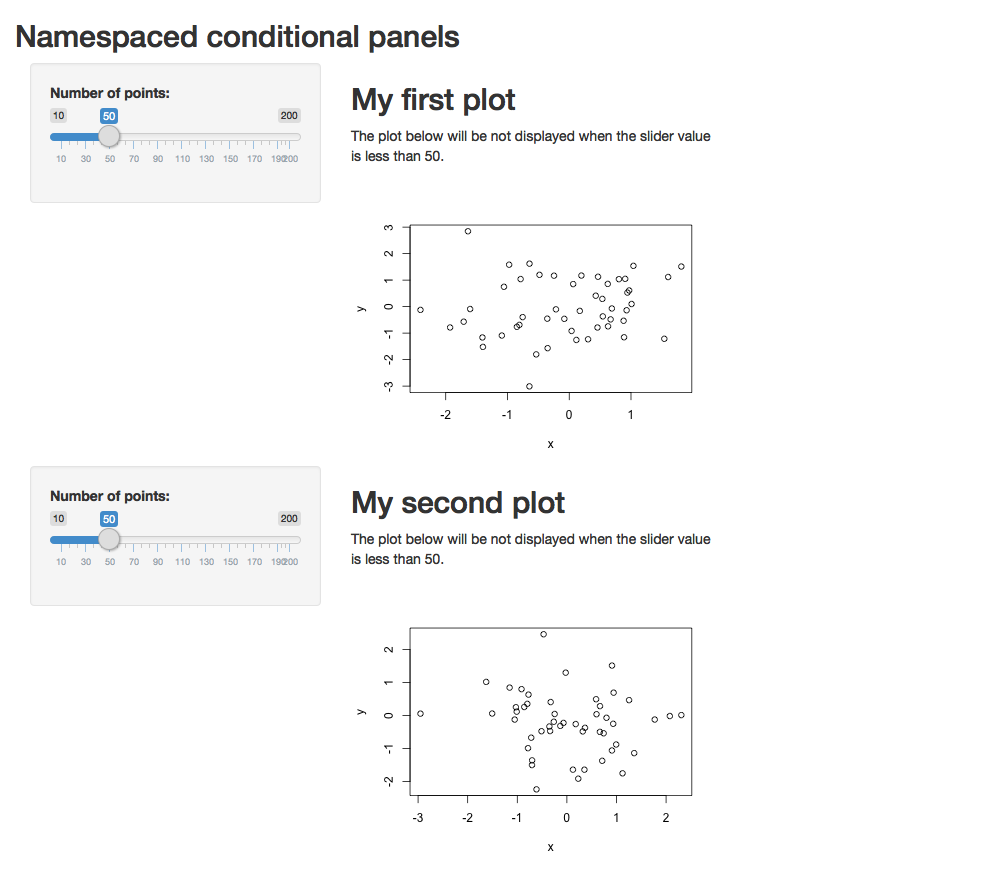 Namespaced conditional panels
Number of points:
10 50 200
10 30 50 70 90 110 130 150 170 190 200
My first plot
The plot below will be not displayed when the slider value
is less than 50.
3
2
1
0
-1
-2
-3
y
-2 -1 0 1
x
Number of points:
10 50 200
10 30 50 70 90 110 130 150 170 190 200
My second plot
The plot below will be not displayed when the slider value
is less than 50.
2
1
0
-1
-2
y
-3 -2 -1 0 1 2
x